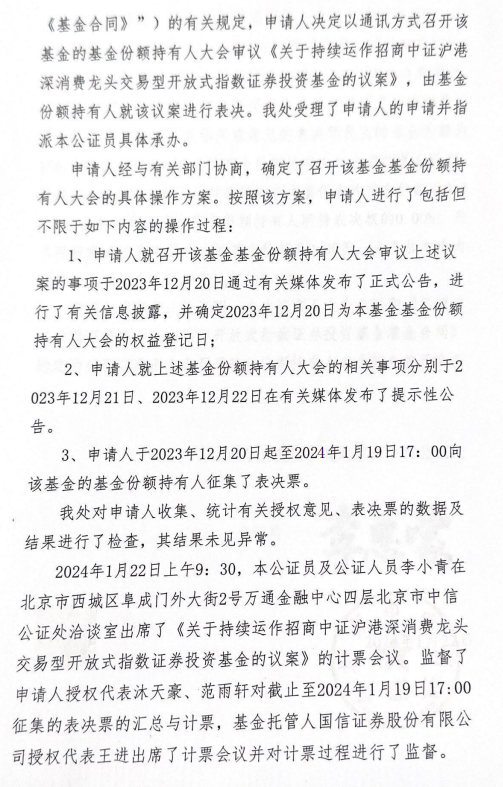 《基金合同》”）的有关规定，申请人决定以通讯方式召开该
基金的基金份额持有人大会审议《关于持续运作招商中证沪港
深消费龙头交易型开放式指数证券投资基金的议案》，由基金
份额持有人就该议案进行表决。我处受理了申请人的申请并指
派本公证员具体承办。
申请人经与有关部门协商，确定了召开该基金基金份额持
有人大会的具体操作方案。按照该方案，申请人进行了包括但
不限于如下内容的操作过程：
1、申请人就召开该基金基金份额持有人大会审议上述议
案的事项于2023年12月20日通过有关媒体发布了正式公告，进
行了有关信息披露，并确定2023年12月20日为本基金基金份额
持有人大会的权益登记日；
2、申请人就上述基金份额持有人大会的相关事项分别于2
023年12月21日、2023年12月22日在有关媒体发布了提示性公
告。
3、申请人于2023年12月20日起至2024年1月19日17：00向
该基金的基金份额持有人征集了表决票。
我处对申请人收集、统计有关授权意见、表决票的数据及
结果进行了检查，其结果未见异常。
2024年1月22日上午9：30，本公证员及公证人员李小青在
北京市西城区阜成门外大街2号万通金融中心四层北京市中信
公证处洽谈室出席了《关于持续运作招商中证沪港深消费龙头
交易型开放式指数证券投资基金的议案》的计票会议。监督了
申请人授权代表沐天豪、范雨轩对截止至2024年1月19日17:00
征集的表决票的汇总与计票，基金托管人国信证券股份有限公
司授权代表王进出席了计票会议并对计票过程进行了监督。